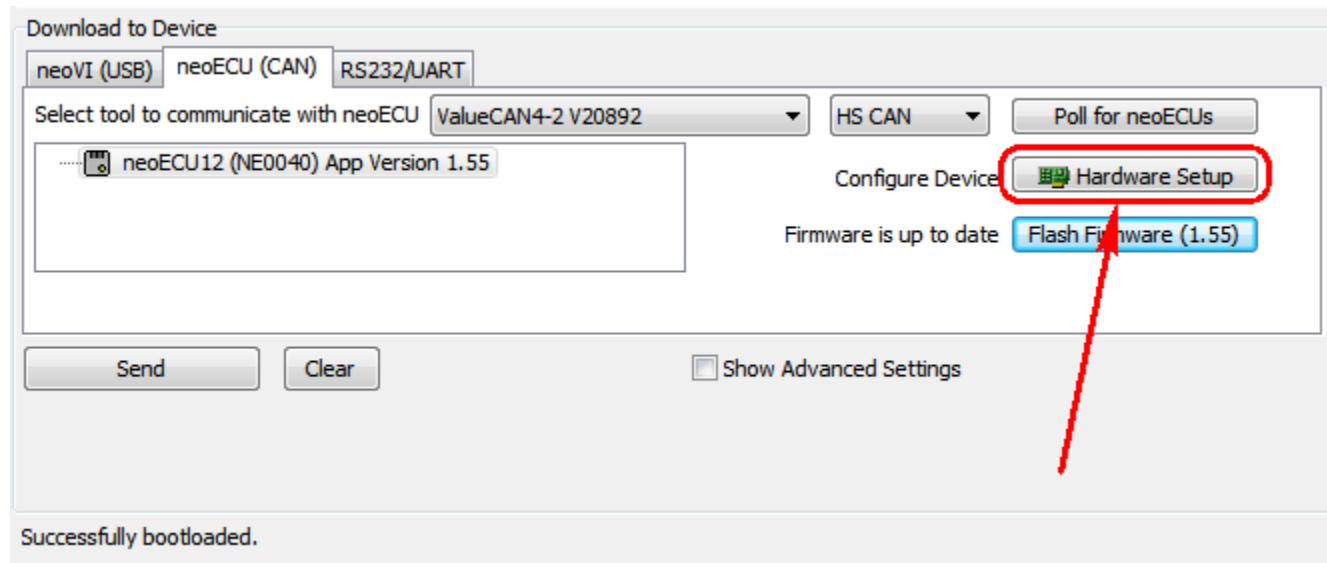 Download to Device
neoVI (USB) neoECU (CAN) RS232/UART
Select tool to communicate with neoECU ValueCAN4-2 V20892 HS CAN Poll for neoECUs
neoECU12 (NE0040) App Version 1.55
Configure Device Hardware Setup
Firmware is up to date Flash Firmware (1.55)
Send Clear Show Advanced Settings
Successfully bootloaded.